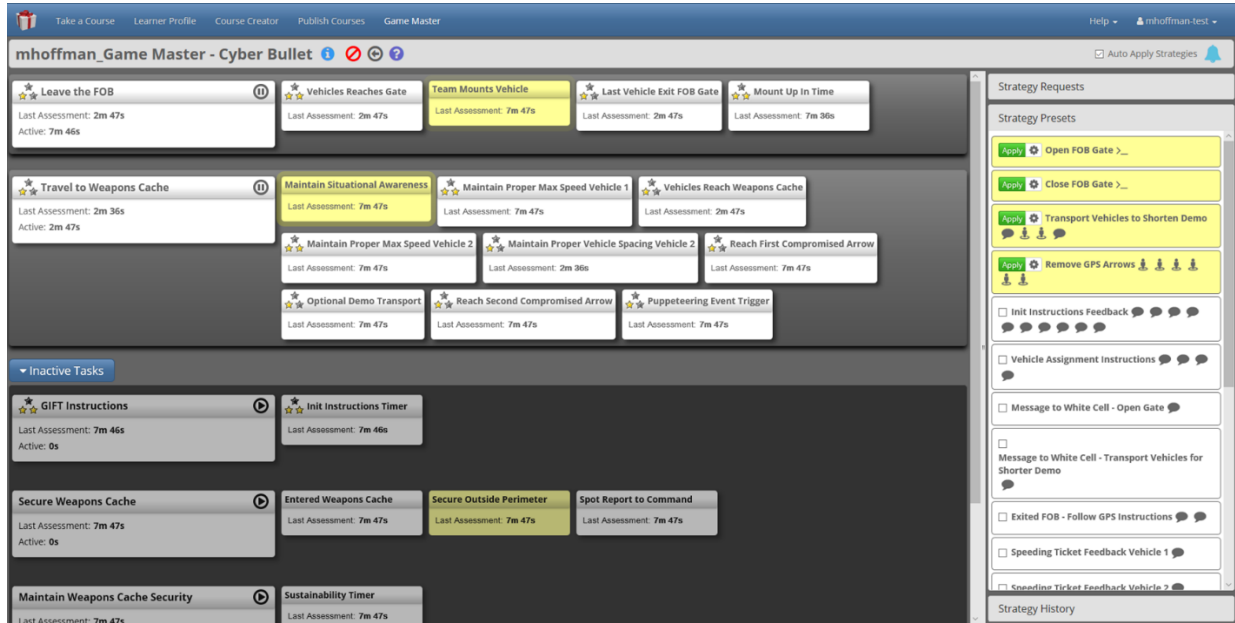 Take a Course Learner Profile Course Creator Publish Courses Game Master Help mhoffman-test
mhoffman_Game Master - Cyber Bullet Auto Apply Strategies
Leave the FOB
Last Assessment: 2m 47s
Active: 7m 46s
Vehicles Reaches Gate
Last Assessment: 2m 47s
Team Mounts Vehicle
Last Assessment: 7m 47s
Last Vehicle Exit FOB Gate
Last Assessment: 2m 47s
Mount Up In Time
Last Assessment: 7m 36s
Travel to Weapons Cache
Last Assessment: 2m 36s
Active: 2m 47s
Maintain Situational Awareness
Last Assessment: 7m 47s
Maintain Proper Max Speed Vehicle 1
Last Assessment: 7m 47s
Vehicles Reach Weapons Cache
Last Assessment: 2m 47s
Maintain Proper Max Speed Vehicle 2
Last Assessment: 7m 47s
Maintain Proper Vehicle Spacing Vehicle 2
Last Assessment: 2m 36s
Reach First Compromised Arrow
Last Assessment: 7m 47s
Optional Demo Transport
Last Assessment: 7m 47s
Reach Second Compromised Arrow
Last Assessment: 7m 47s
Puppeteering Event Trigger
Last Assessment: 7m 47s
Inactive Tasks
GIFT Instructions
Last Assessment: 7m 46s
Active: 0s
Init Instructions Timer
Last Assessment: 7m 46s
Secure Weapons Cache
Last Assessment: 7m 47s
Active: 0s
Entered Weapons Cache
Last Assessment: 7m 47s
Secure Outside Perimeter
Last Assessment: 7m 47s
Spot Report to Command
Last Assessment: 7m 47s
Maintain Weapons Cache Security
Last Assessment: 7m 47s
Sustainability Timer
Last Assessment: 7m 47s
Strategy Requests
Strategy Presets
Apply Open FOB Gate >_
Apply Close FOB Gate >_
Apply Transport Vehicles to Shorten Demo
Apply Remove GPS Arrows
Init Instructions Feedback
Vehicle Assignment Instructions
Message to White Cell - Open Gate
Message to White Cell - Transport Vehicles for
Shorter Demo
Exited FOB - Follow GPS Instructions
Speeding Ticket Feedback Vehicle 1
Speeding Ticket Feedback Vehicle 2
Strategy History